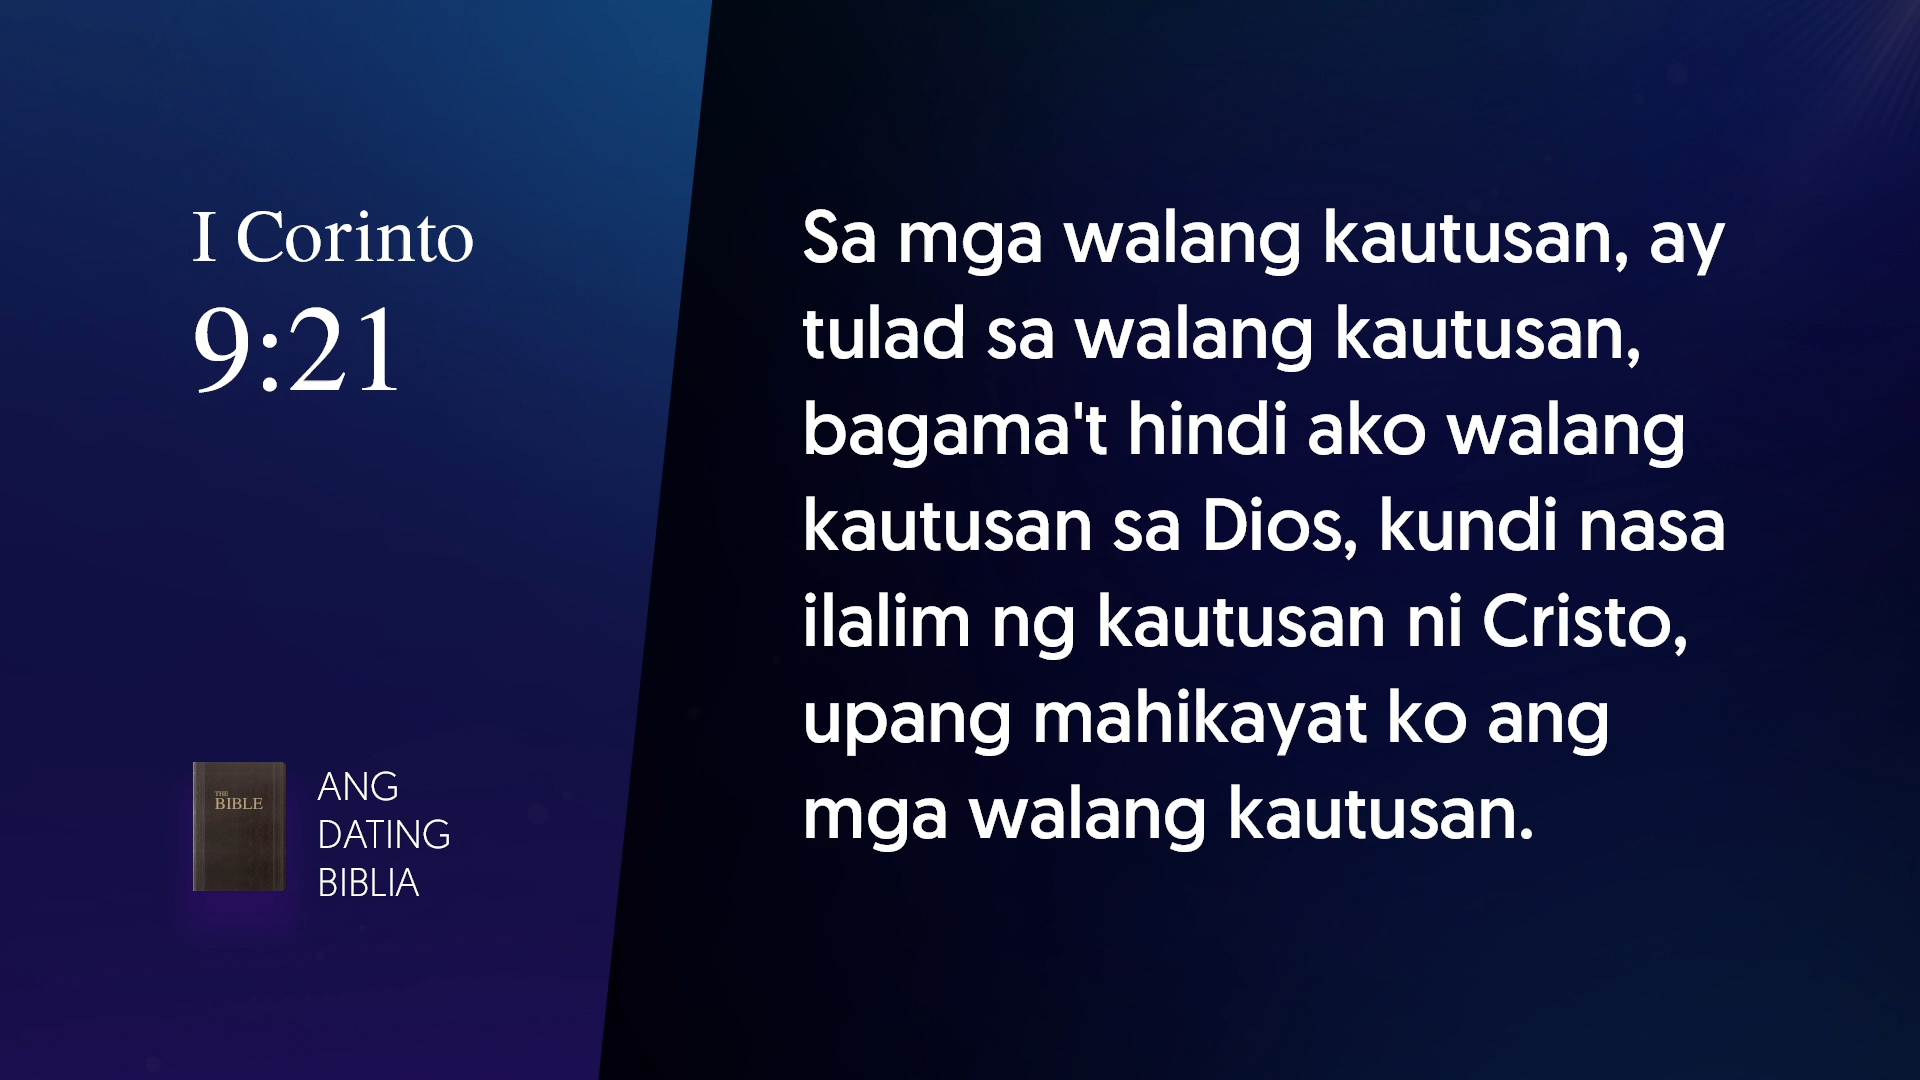 I Corinto
9:21
Sa mga walang kautusan, ay
tulad sa walang kautusan,
bagama't hindi ako walang
kautusan sa Dios, kundi nasa
ilalim ng kautusan ni Cristo,
upang mahikayat ko ang
mga walang kautusan.
THE
BIBLE
ANG
DATING
BIBLIA